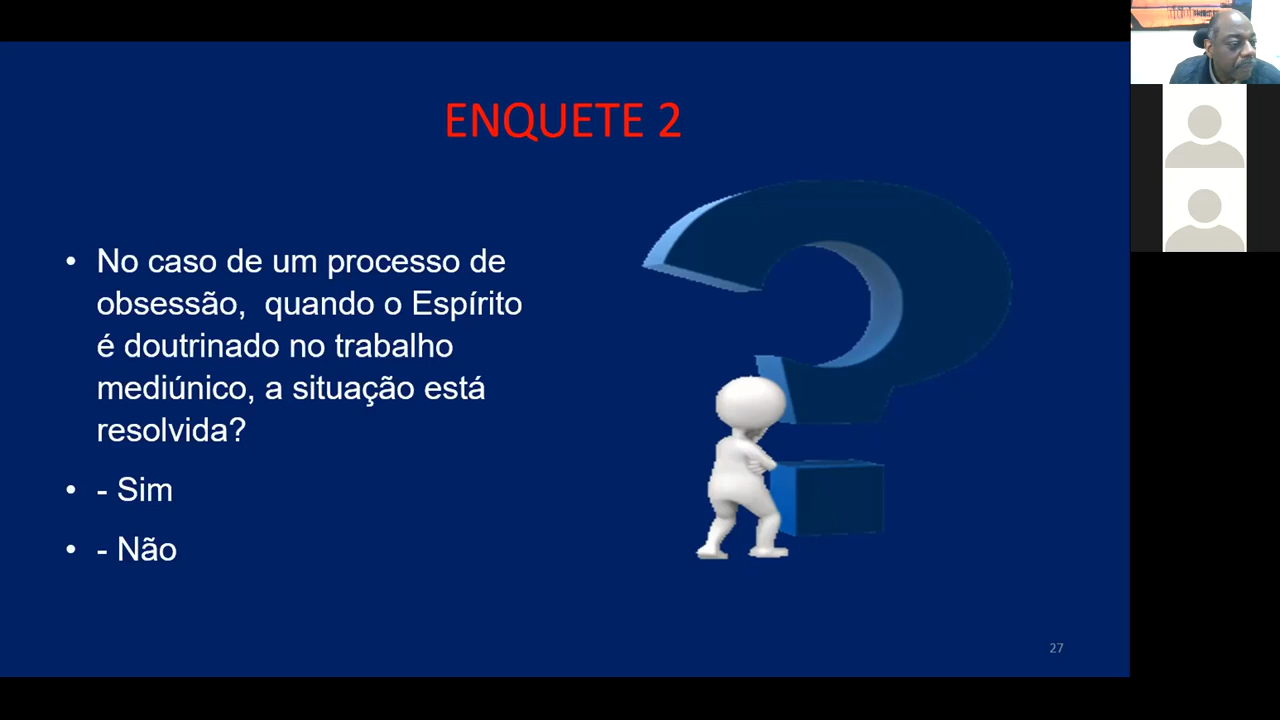 ENQUETE 2
• No caso de um processo de
obsessão, quando o Espírito
é doutrinado no trabalho
mediúnico, a situação está
resolvida?
• - Sim
• - Não
27